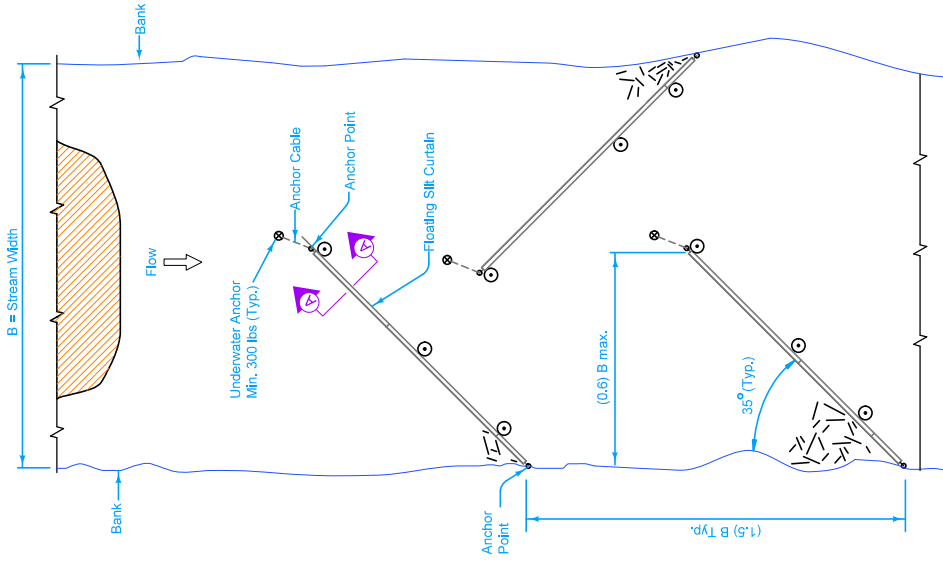 Bank
B = Stream Width
Flow
Anchor Cable
Anchor Point
Underwater Anchor
Min. 300 lbs (Typ.)
A
A
Floating Silt Curtain
(0.6) B max.
35° (Typ.)
Bank
Anchor
Point
(1.5) B Typ.